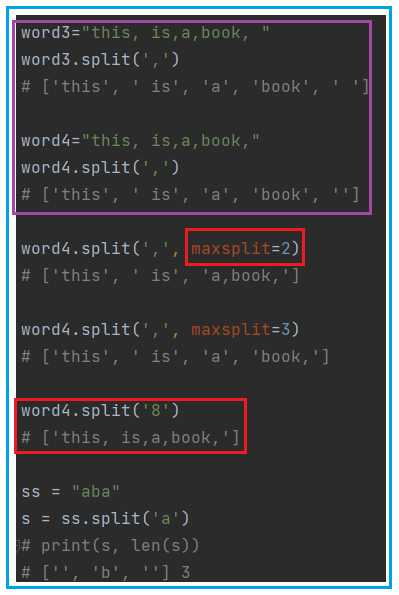 word3="this, is,a,book, "
word3.split(',')
# ['this', ' is', 'a', 'book', ' ']
word4="this, is,a,book,"
word4.split(',')
# ['this', ' is', 'a', 'book', '']
word4.split(',', maxsplit=2)
# ['this', ' is', 'a,book,']
word4.split(',', maxsplit=3)
# ['this', ' is', 'a', 'book,']
word4.split('8')
# ['this, is,a,book,']
ss = "aba"
s = ss.split('a')
# print(s, len(s))
# ['', 'b', ''] 3